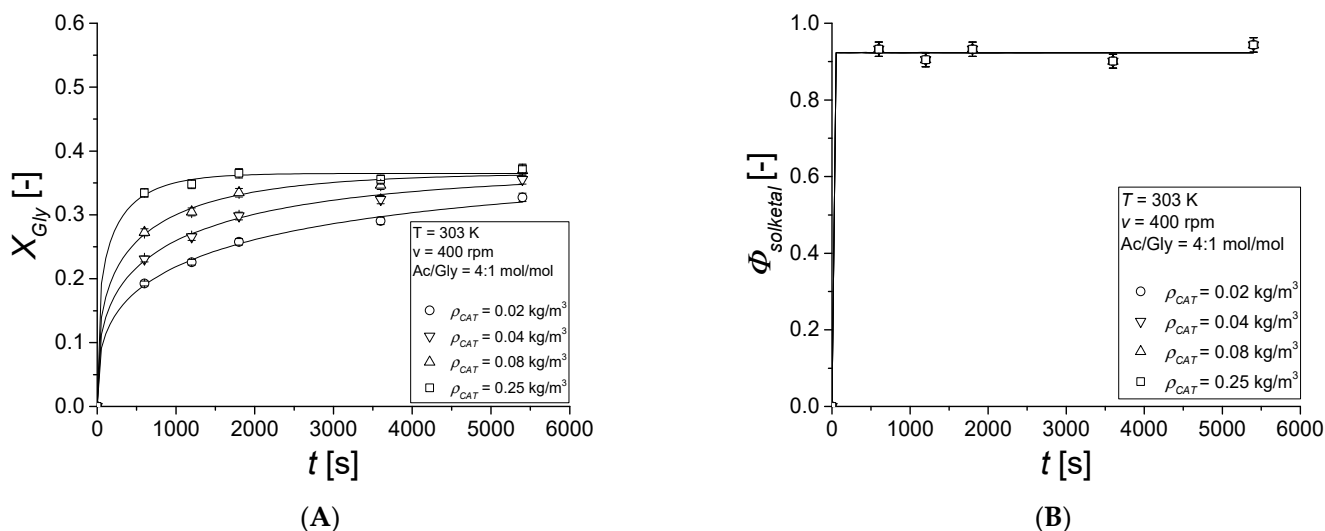 0.6
0.5
0.4
0.3
0.2
0.1
0.0
X_Gly [-]
0 1000 2000 3000 4000 5000 6000
t [s]
T = 303 K
v = 400 rpm
Ac/Gly = 4:1 mol/mol
ρ_CAT = 0.02 kg/m³
ρ_CAT = 0.04 kg/m³
ρ_CAT = 0.08 kg/m³
ρ_CAT = 0.25 kg/m³
(A)
1.0
0.8
0.6
0.4
0.2
0.0
Φ_solketal [-]
0 1000 2000 3000 4000 5000 6000
t [s]
T = 303 K
v = 400 rpm
Ac/Gly = 4:1 mol/mol
ρ_CAT = 0.02 kg/m³
ρ_CAT = 0.04 kg/m³
ρ_CAT = 0.08 kg/m³
ρ_CAT = 0.25 kg/m³
(B)